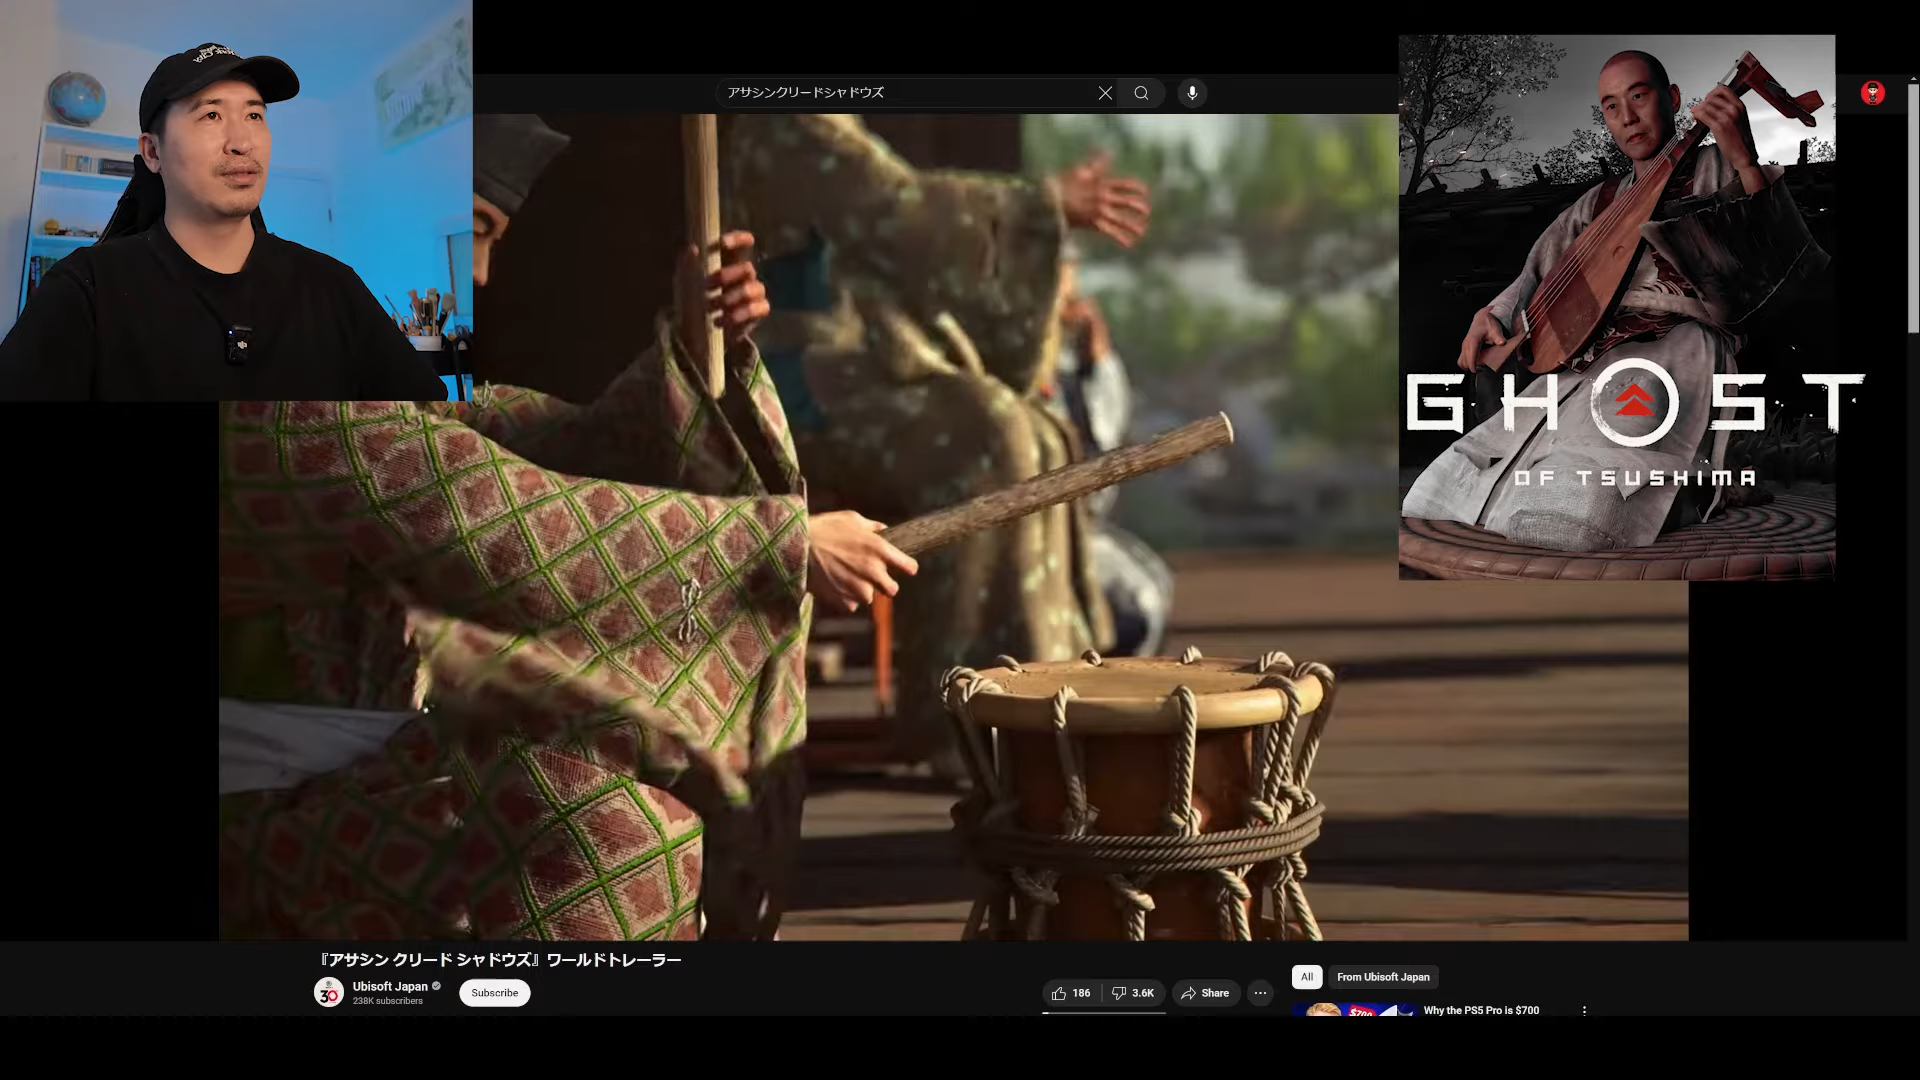 アサシンクリードシャドウズ
GHOST
OF TSUSHIMA
『アサシン クリード シャドウズ』ワールドトレーラー
Ubisoft Japan
238K subscribers
Subscribe
186
3.6K
Share
All
From Ubisoft Japan
30
$700
Why the PS5 Pro is $700